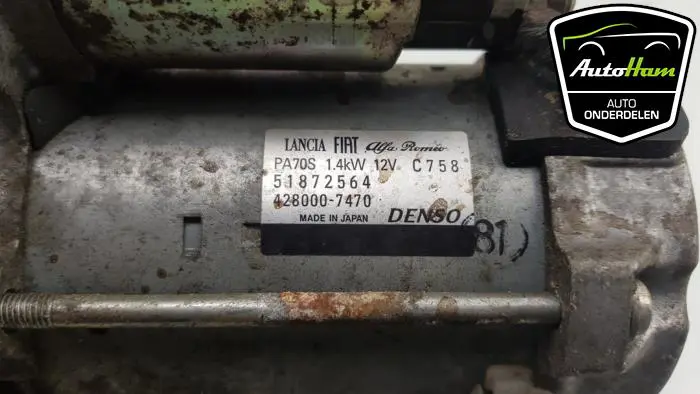 AutoHam
AUTO
ONDERDELEN
LANCIA FIAT Alfa Romeo
PA70S 1.4kW 12V C758
51872564
428000-7470
MADE IN JAPAN DENSO
(81)